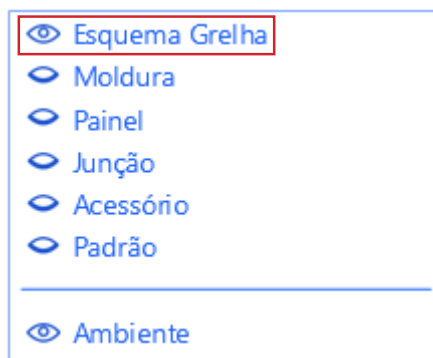 Esquema Grelha
Moldura
Painel
Junção
Acessório
Padrão
Ambiente